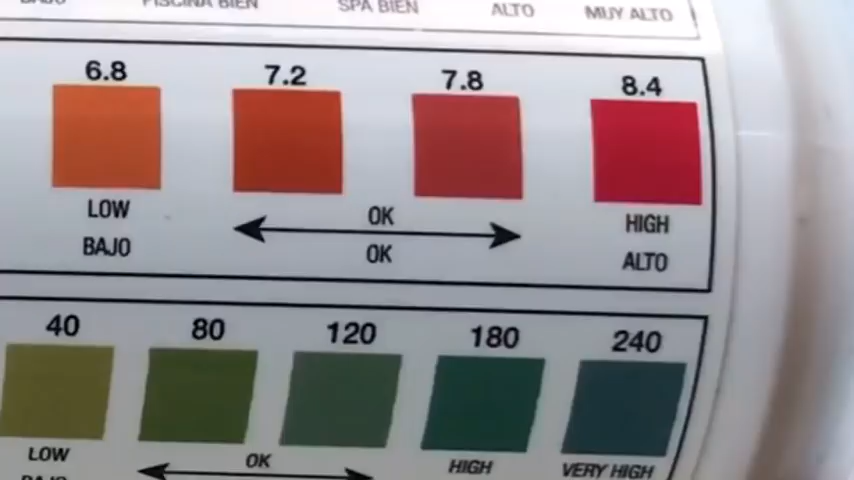 PISCINA BIEN SPA BIEN ALTO MUY ALTO
6.8 7.2 7.8 8.4
LOW OK HIGH
BAJO OK ALTO
40 80 120 180 240
LOW OK HIGH VERY HIGH